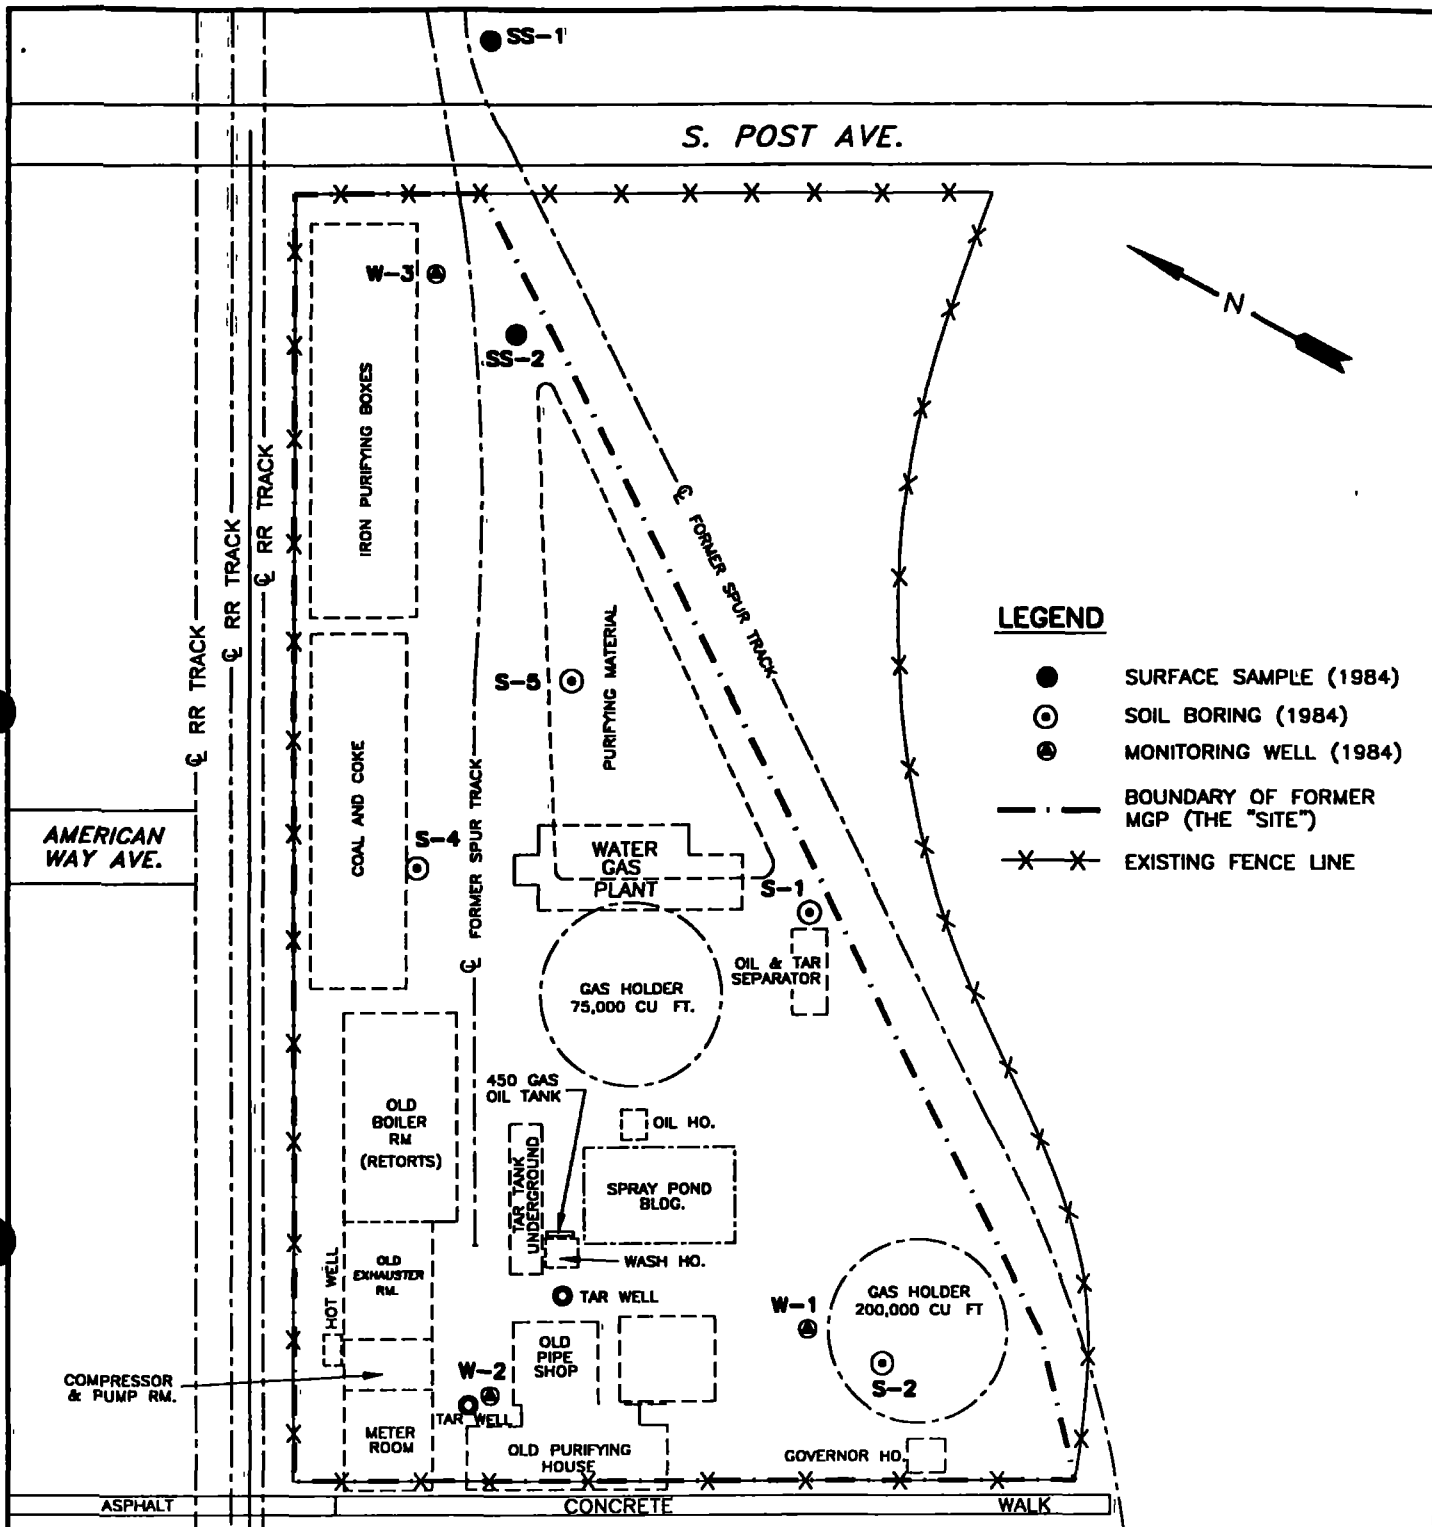 SS-1
S. POST AVE.
W-3
SS-2
N
IRON PURIFYING BOXES
℄ RR TRACK
℄ RR TRACK
℄ RR TRACK
℄ FORMER SPUR TRACK
PURIFYING MATERIAL
S-5
LEGEND
SURFACE SAMPLE (1984)
SOIL BORING (1984)
MONITORING WELL (1984)
BOUNDARY OF FORMER
MGP (THE "SITE")
EXISTING FENCE LINE
AMERICAN
WAY AVE.
COAL AND COKE
S-4
℄ FORMER SPUR TRACK
WATER
GAS
PLANT
S-1
OIL & TAR
SEPARATOR
GAS HOLDER
75,000 CU FT.
450 GAS
OIL TANK
OLD
BOILER
RM
(RETORTS)
OIL HO.
TAR TANK
UNDERGROUND
SPRAY POND
BLDG.
WASH HO.
HOT WELL
OLD
EXHAUSTER
RM.
TAR WELL
W-1
GAS HOLDER
200,000 CU FT
S-2
OLD
PIPE
SHOP
COMPRESSOR
& PUMP RM.
W-2
TAR WELL
METER
ROOM
OLD PURIFYING
HOUSE
GOVERNOR HO.
ASPHALT
CONCRETE
WALK